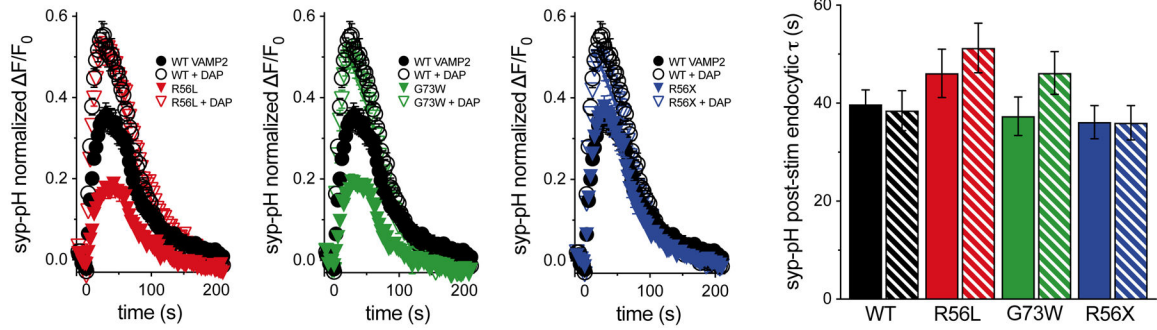 syp-pH normalized ΔF/F0
0.6
0.4
0.2
0.0
0
100
200
time (s)
WT VAMP2
WT + DAP
R56L
R56L + DAP
syp-pH normalized ΔF/F0
0.6
0.4
0.2
0.0
0
100
200
time (s)
WT VAMP2
WT + DAP
G73W
G73W + DAP
syp-pH normalized ΔF/F0
0.6
0.4
0.2
0.0
0
100
200
time (s)
WT VAMP2
WT + DAP
R56X
R56X + DAP
syp-pH post-stim endocytic τ (s)
60
40
20
0
WT
R56L
G73W
R56X